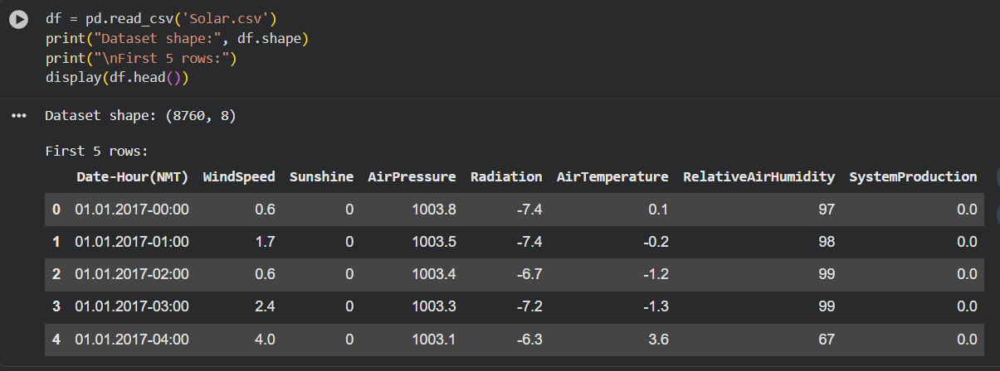 df = pd.read_csv('Solar.csv')
print("Dataset shape:", df.shape)
print("\nFirst 5 rows:")
display(df.head())
Dataset shape: (8760, 8)
First 5 rows:
Date-Hour(NMT) WindSpeed Sunshine AirPressure Radiation AirTemperature RelativeAirHumidity SystemProduction
0 01.01.2017-00:00 0.6 0 1003.8 -7.4 0.1 97 0.0
1 01.01.2017-01:00 1.7 0 1003.5 -7.4 -0.2 98 0.0
2 01.01.2017-02:00 0.6 0 1003.4 -6.7 -1.2 99 0.0
3 01.01.2017-03:00 2.4 0 1003.3 -7.2 -1.3 99 0.0
4 01.01.2017-04:00 4.0 0 1003.1 -6.3 3.6 67 0.0